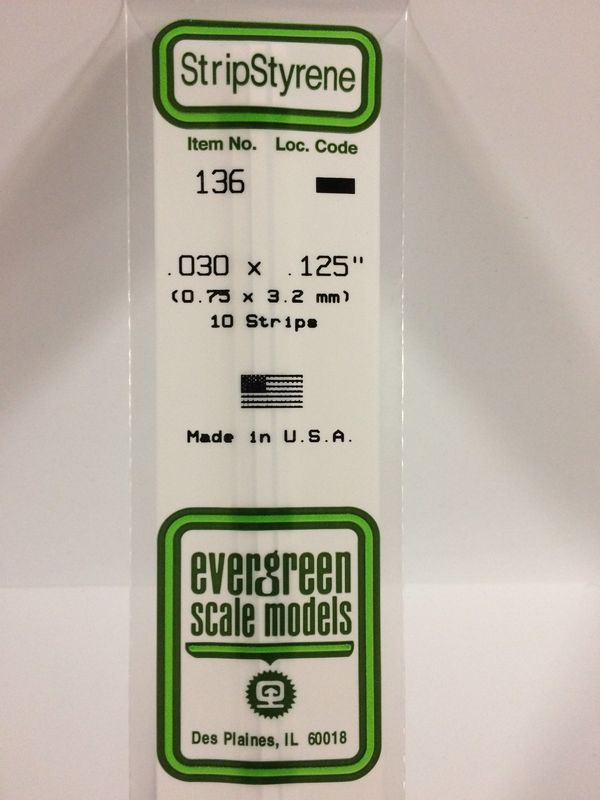 StripStyrene
Item No. Loc. Code
136
.030 x .125"
(0.75 x 3.2 mm)
10 Strips
Made in U.S.A.
evergreen
scale models
Des Plaines, IL 60018